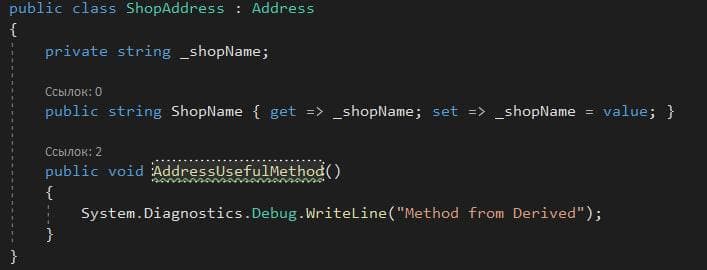 public class ShopAddress : Address
{
private string _shopName;
Ссылок: 0
public string ShopName { get => _shopName; set => _shopName = value; }
Ссылок: 2
public void AddressUsefulMethod()
{
System.Diagnostics.Debug.WriteLine("Method from Derived");
}
}